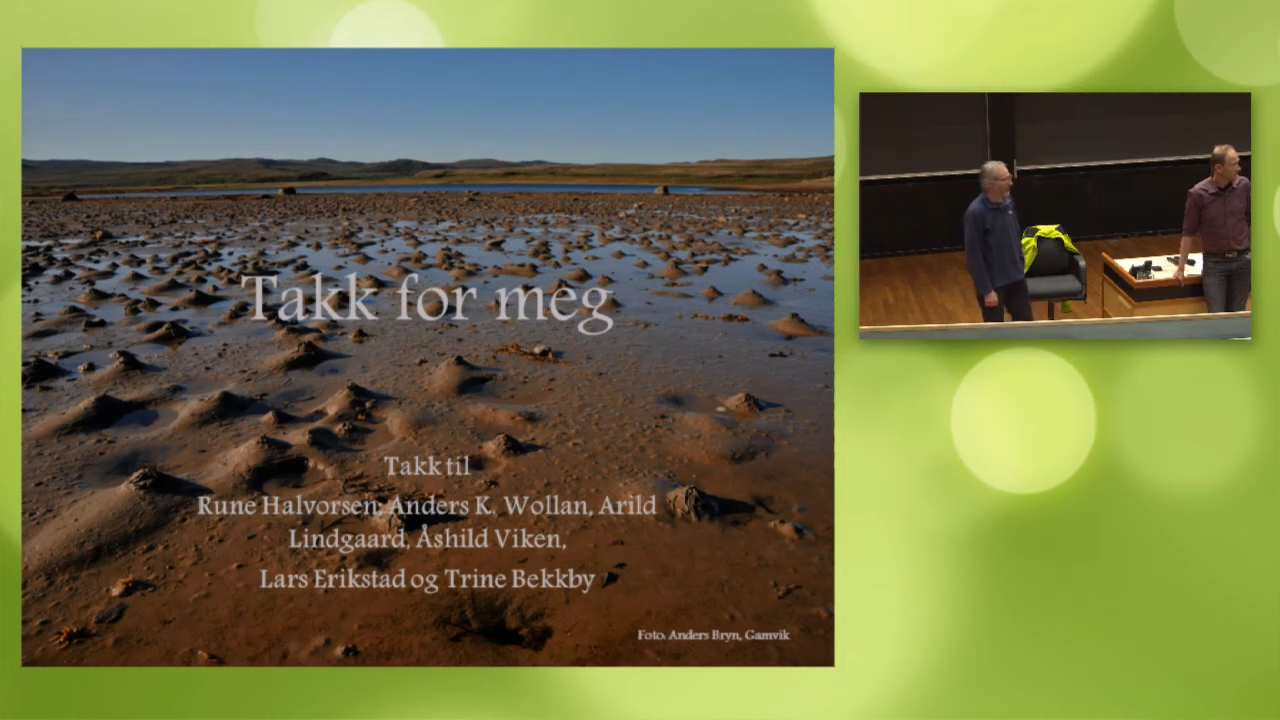 Takk for meg
Takk til
Rune Halvorsen, Anders K. Wollan, Arild
Lindgaard, Åshild Viken,
Lars Erikstad og Trine Bekkby
Foto: Anders Bryn, Gamvik